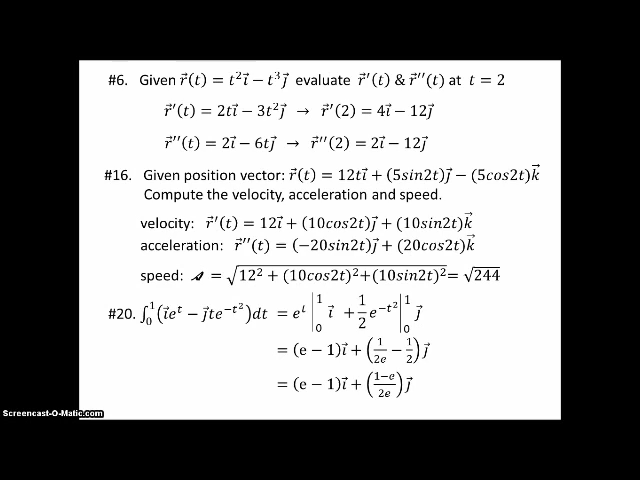 #6. Given r⃗(t) = t²i⃗ − t³j⃗ evaluate r⃗′(t) & r⃗′′(t) at t = 2
r⃗′(t) = 2ti⃗ − 3t²j⃗ → r⃗′(2) = 4i⃗ − 12j⃗
r⃗′′(t) = 2i⃗ − 6tj⃗ → r⃗′′(2) = 2i⃗ − 12j⃗
#16. Given position vector: r⃗(t) = 12ti⃗ + (5sin2t)j⃗ − (5cos2t)k⃗
Compute the velocity, acceleration and speed.
velocity: r⃗′(t) = 12i⃗ + (10cos2t)j⃗ + (10sin2t)k⃗
acceleration: r⃗′′(t) = (−20sin2t)j⃗ + (20cos2t)k⃗
speed: 𝓈 = √(12² + (10cos2t)²+(10sin2t)²) = √244
#20. ∫₀¹(i⃗eᵗ − j⃗te^(−t²))dt = eᵗ|₀¹ i⃗ + 1/2 e^(−t²)|₀¹ j⃗
= (e − 1)i⃗ + (1/2e − 1/2)j⃗
= (e − 1)i⃗ + (1−e/2e)j⃗
Screencast-O-Matic.com